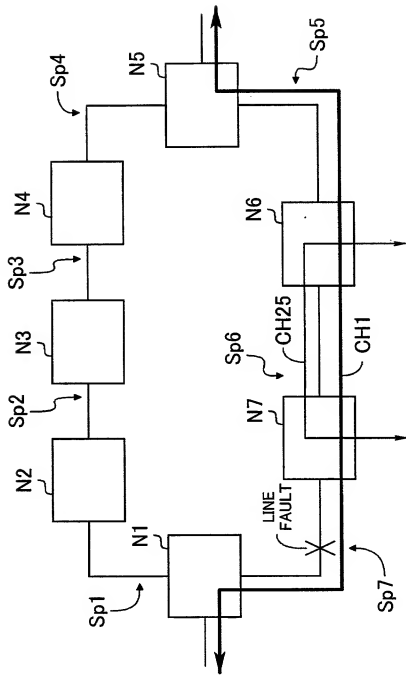 Sp4
N5
Sp5
N4
Sp3
N6
N3
Sp6
CH25
CH1
Sp2
N7
N2
LINE
FAULT
N1
Sp1
Sp7